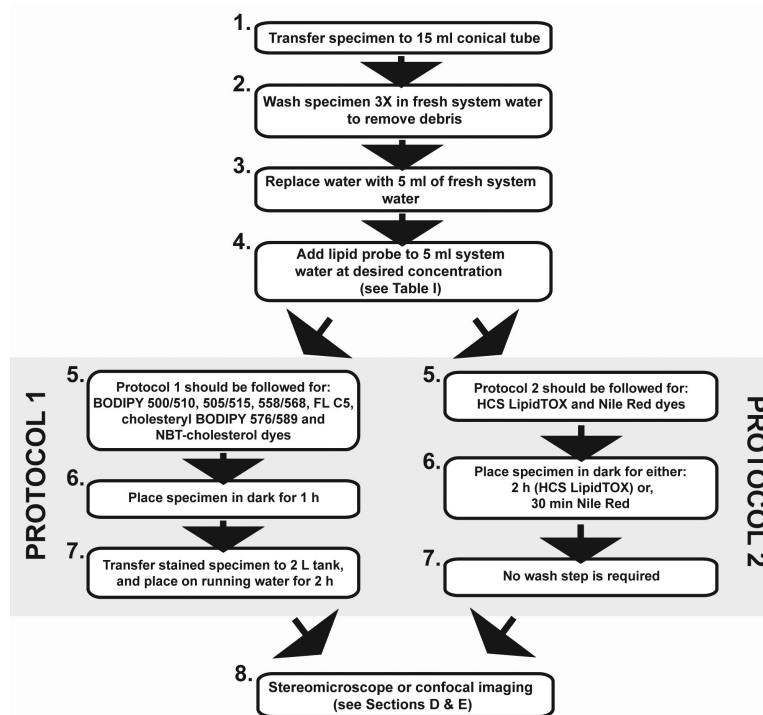 1.
Transfer specimen to 15 ml conical tube
2.
Wash specimen 3X in fresh system water
to remove debris
3.
Replace water with 5 ml of fresh system
water
4.
Add lipid probe to 5 ml system
water at desired concentration
(see Table I)
PROTOCOL 1
5.
Protocol 1 should be followed for:
BODIPY 500/510, 505/515, 558/568, FL C5,
cholesteryl BODIPY 576/589 and
NBT-cholesterol dyes
6.
Place specimen in dark for 1 h
7.
Transfer stained specimen to 2 L tank,
and place on running water for 2 h
PROTOCOL 2
5.
Protocol 2 should be followed for:
HCS LipidTOX and Nile Red dyes
6.
Place specimen in dark for either:
2 h (HCS LipidTOX) or,
30 min Nile Red
7.
No wash step is required
8.
Stereomicroscope or confocal imaging
(see Sections D & E)